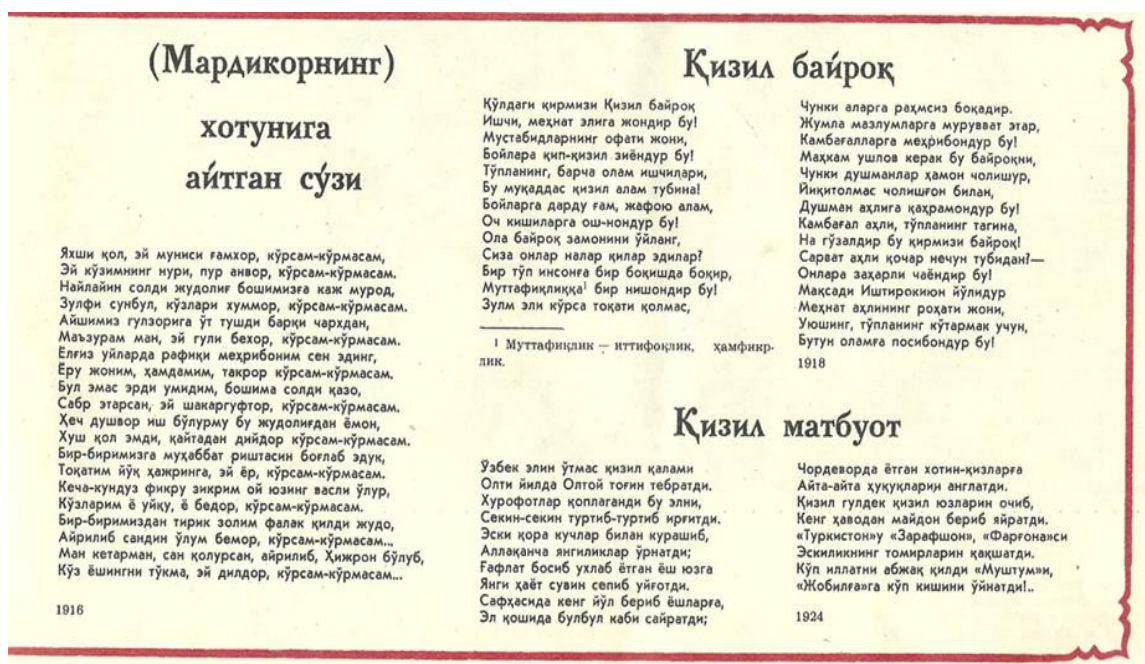 (Мардикорнинг)
хотунига
айтган сўзи
Яхши қол, эй муниси ғамхор, кўрсам-кўрмасам,
Эй кўзимнинг нури, пур анвор, кўрсам-кўрмасам.
Найлайин солди жудолиғ бошимизға каж мурод,
Зулфи сунбул, кўзлари хуммор, кўрсам-кўрмасам.
Айшимиз гулзориға ўт тушди барқи чархдан,
Маъзурам ман, эй гули бехор, кўрсам-кўрмасам.
Ёлғиз уйларда рафиқи меҳрибоним сен эдинг,
Ёру жоним, ҳамдамим, такрор кўрсам-кўрмасам.
Бул эмас эрди умидим, бошима солди қазо,
Сабр этарсан, эй шакаргуфтор, кўрсам-кўрмасам.
Ҳеч душвор иш бўлурму бу жудолиғдан ёмон,
Хуш қол эмди, қайтадан дийдор кўрсам-кўрмасам.
Бир-биримизга муҳаббат риштасин боғлаб эдук,
Тоқатим йўқ ҳажринга, эй ёр, кўрсам-кўрмасам.
Кеча-кундуз фикру зикрим ой юзинг васли ўлур,
Кўзларим ё уйқу, ё бедор, кўрсам-кўрмасам.
Бир-биримиздан тирик золим фалак қилди жудо,
Айрилиб сандин ўлум бемор, кўрсам-кўрмасам...
Ман кетарман, сан қолурсан, айрилиб, Ҳижрон бўлуб,
Кўз ёшингни тўкма, эй дилдор, кўрсам-кўрмасам...
1916
Қизил байроқ
Қўлдаги қирмизи Қизил байроқ
Ишчи, меҳнат элига жондир бу!
Мустабидларнинг офати жони,
Бойлара қип-қизил зиёндур бу!
Тўпланинг, барча олам ишчилари,
Бу муқаддас қизил алам тубина!
Бойларга дарду ғам, жафою алам,
Оч кишиларга ош-нондур бу!
Ола байроқ замонини ўйланг,
Сиза онлар налар қилар эдилар?
Бир тўп инсонга бир боқишда боқир,
Муттафиқлиққа¹ бир нишондир бу!
Зулм эли кўрса тоқати қолмас,
¹ Муттафиқлик — иттифоқлик, ҳамфикр-
лик.
Чунки аларга раҳмсиз боқадир.
Жумла мазлумларга мурувват этар,
Камбағалларга меҳрибондур бу!
Маҳкам ушлов керак бу байроқни,
Чунки душманлар ҳамон чолишур,
Йиқитолмас чолишғон билан,
Душман аҳлига қаҳрамондур бу!
Камбағал аҳли, тўпланинг тагина,
На гўзалдир бу қирмизи байроқ!
Сарват аҳли қочар нечун тубидан?—
Онлара заҳарли чаёндир бу!
Мақсади Иштирокиюн йўлидур
Меҳнат аҳлининг роҳати жони,
Уюшинг, тўпланинг кўтармак учун,
Бутун оламға посибондур бу!
1918
Қизил матбуот
Ўзбек элин ўтмас қизил қалами
Олти йилда Олтой тоғин тебратди.
Хурофотлар қоплаганди бу элни,
Секин-секин туртиб-туртиб ирғитди.
Эски қора кучлар билан курашиб,
Аллақанча янгиликлар ўрнатди;
Ғафлат босиб ухлаб ётган ёш юзга
Янги ҳаёт сувин сепиб уйғотди.
Сафҳасида кенг йўл бериб ёшларға,
Эл қошида булбул каби сайратди;
Чордеворда ётган хотин-қизларға
Айта-айта ҳуқуқларин англатди.
Қизил гулдек қизил юзларин очиб,
Кенг ҳаводан майдон бериб яйратди.
«Туркистон»у «Зарафшон», «Фарғона»си
Эскиликнинг томирларин қақшатди.
Кўп иллатни абжақ қилди «Муштум»и,
«Жобилға»га кўп кишини ўйнатди!..
1924